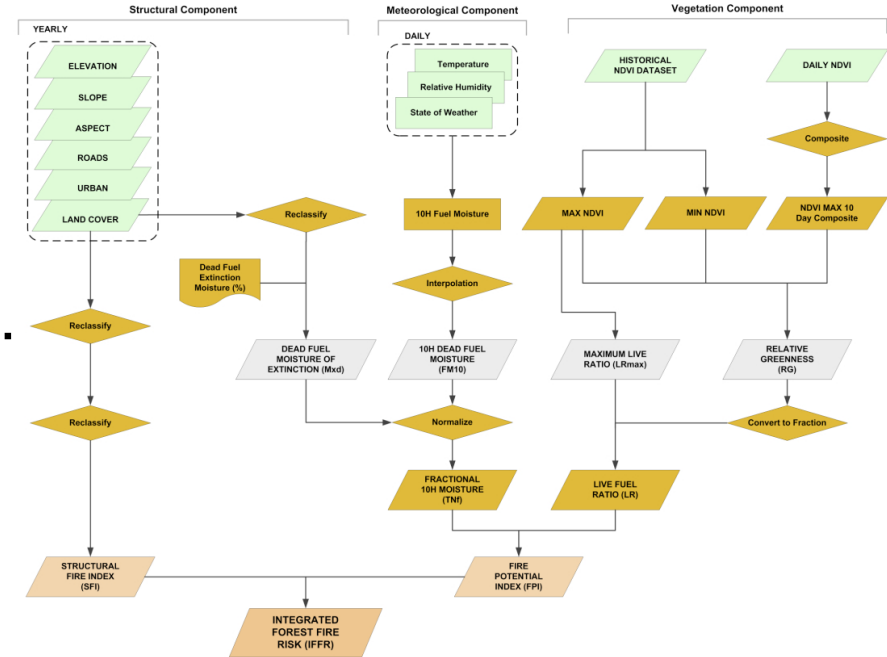 Structural Component
Meteorological Component
Vegetation Component
YEARLY
ELEVATION
SLOPE
ASPECT
ROADS
URBAN
LAND COVER
DAILY
Temperature
Relative Humidity
State of Weather
HISTORICAL
NDVI DATASET
DAILY NDVI
Composite
Reclassify
10H Fuel Moisture
MAX NDVI
MIN NDVI
NDVI MAX 10
Day Composite
Dead Fuel
Extinction
Moisture (%)
Interpolation
Reclassify
DEAD FUEL
MOISTURE OF
EXTINCTION (Mxd)
10H DEAD FUEL
MOISTURE
(FM10)
MAXIMUM LIVE
RATIO (LRmax)
RELATIVE
GREENNESS
(RG)
Reclassify
Normalize
Convert to Fraction
FRACTIONAL
10H MOISTURE
(TNf)
LIVE FUEL
RATIO (LR)
STRUCTURAL
FIRE INDEX
(SFI)
FIRE
POTENTIAL
INDEX (FPI)
INTEGRATED
FOREST FIRE
RISK (IFFR)